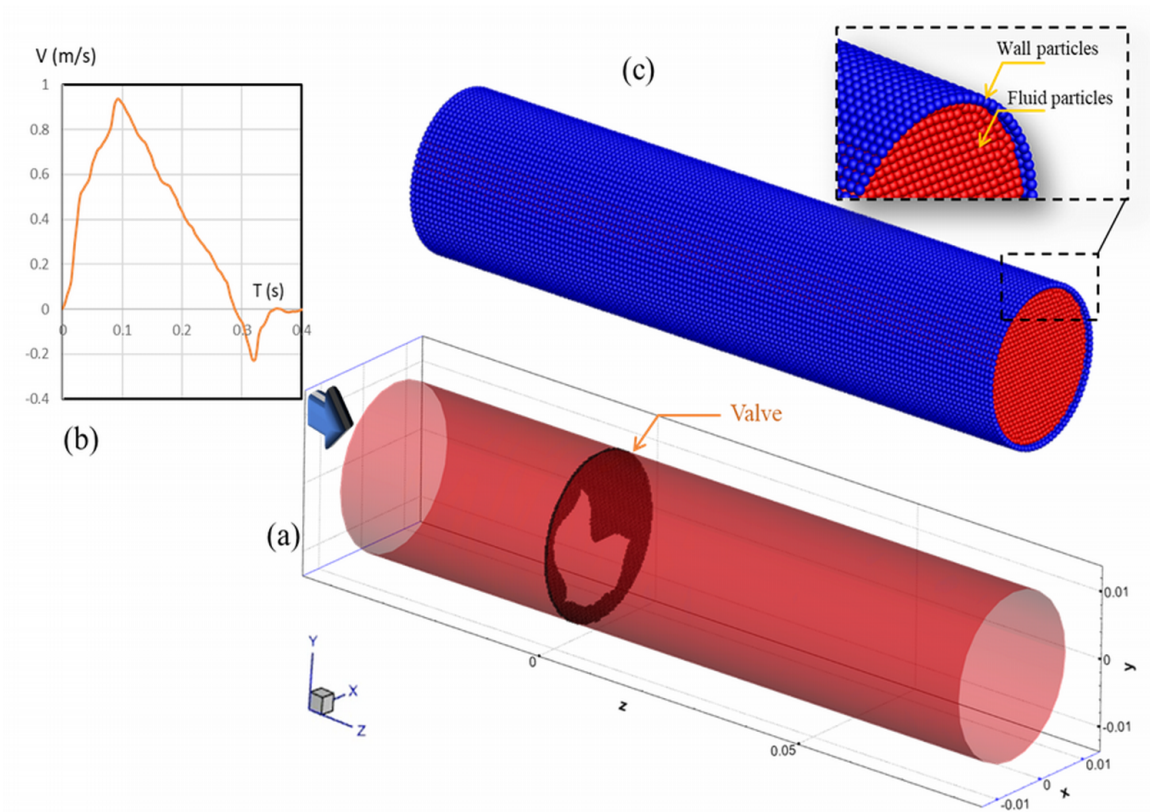 V (m/s)
1
0.8
0.6
0.4
0.2
0
-0.2
-0.4
T (s)
0
0.1
0.2
0.3
0.4
(b)
(c)
Wall particles
Fluid particles
Valve
(a)
Y
X
Z
0
z
0.05
0.01
0
y
-0.01
0.01
0
x
-0.01